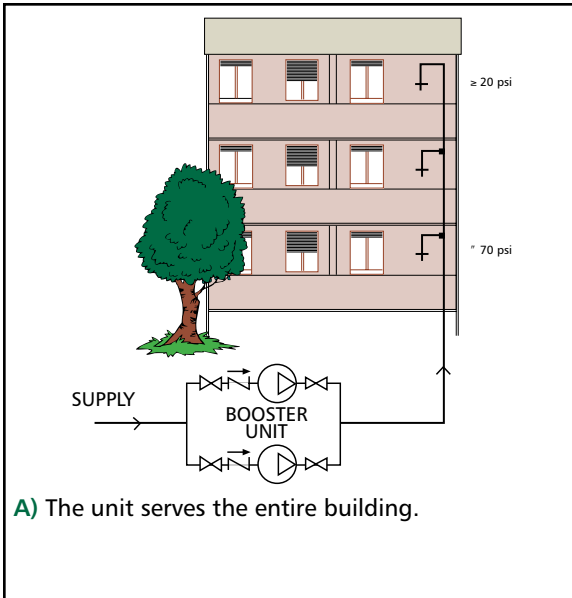 ≥ 20 psi
″ 70 psi
SUPPLY
BOOSTER
UNIT
A) The unit serves the entire building.